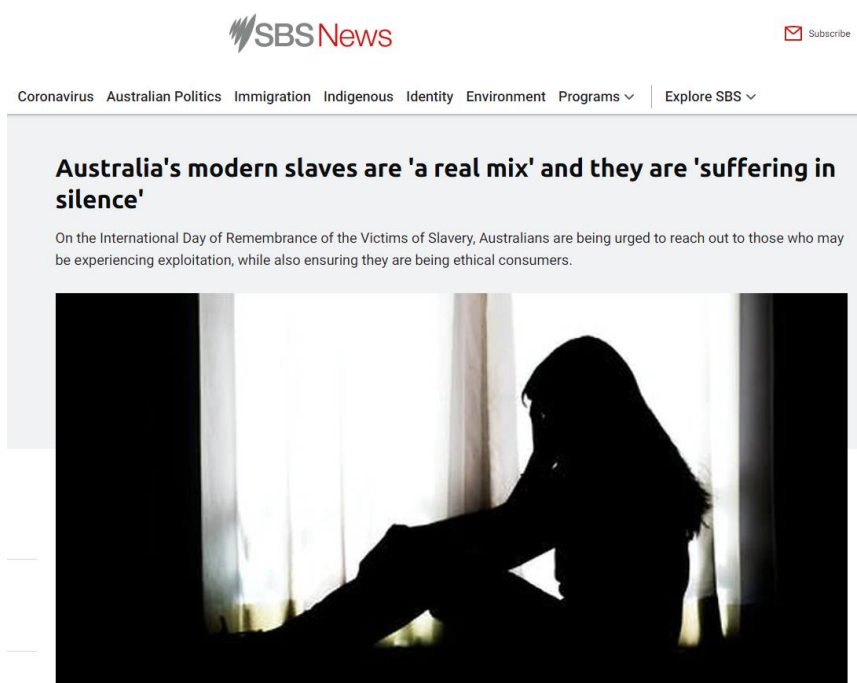 SBS News
Subscribe
Coronavirus Australian Politics Immigration Indigenous Identity Environment Programs Explore SBS
Australia's modern slaves are 'a real mix' and they are 'suffering in
silence'
On the International Day of Remembrance of the Victims of Slavery, Australians are being urged to reach out to those who may
be experiencing exploitation, while also ensuring they are being ethical consumers.